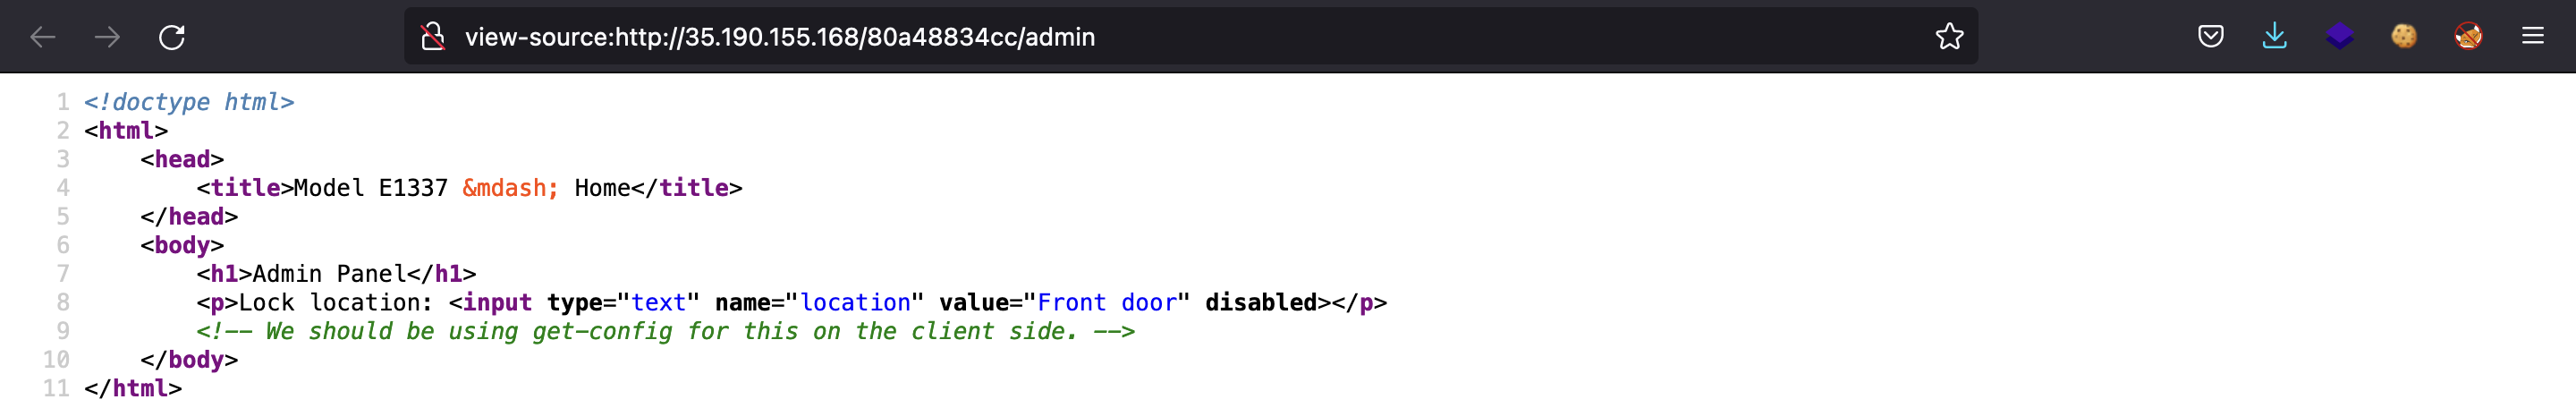 view-source:http://35.190.155.168/80a48834cc/admin
1 <!doctype html>
2 <html>
3 <head>
4 <title>Model E1337 &mdash; Home</title>
5 </head>
6 <body>
7 <h1>Admin Panel</h1>
8 <p>Lock location: <input type="text" name="location" value="Front door" disabled></p>
9 <!-- We should be using get-config for this on the client side. -->
10 </body>
11 </html>